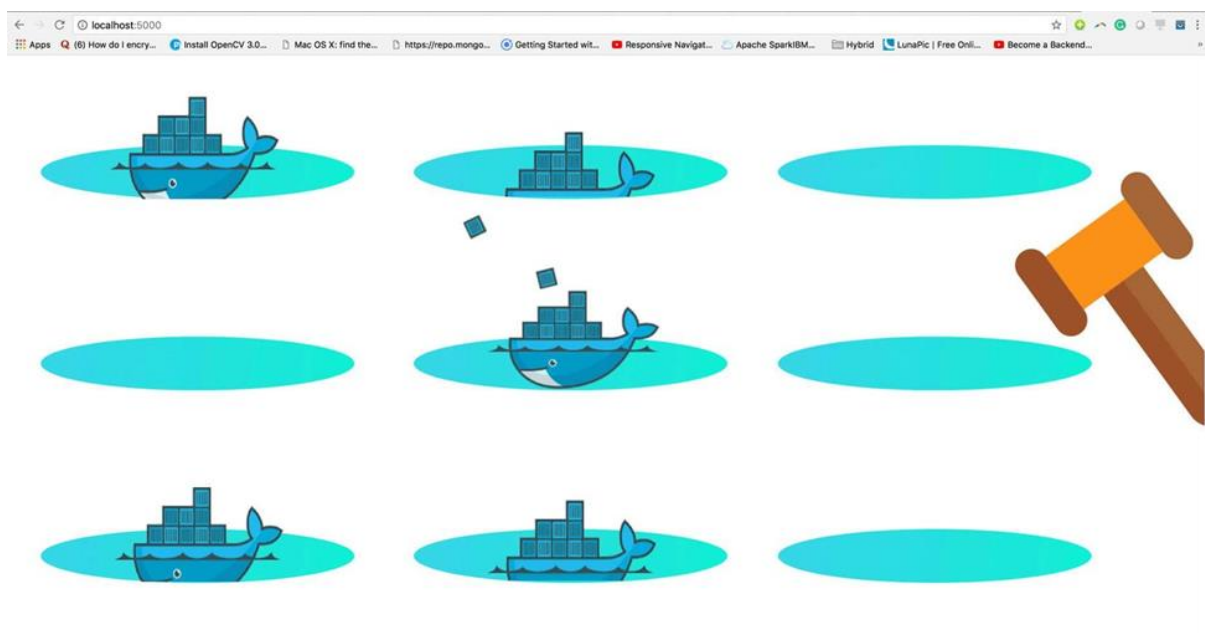 localhost:5000
Apps (6) How do I encry... Install OpenCV 3.0... Mac OS X: find the... https://repo.mongo... Getting Started wit... Responsive Navigat... Apache SparkIBM... Hybrid LunaPic | Free Onli... Become a Backend...